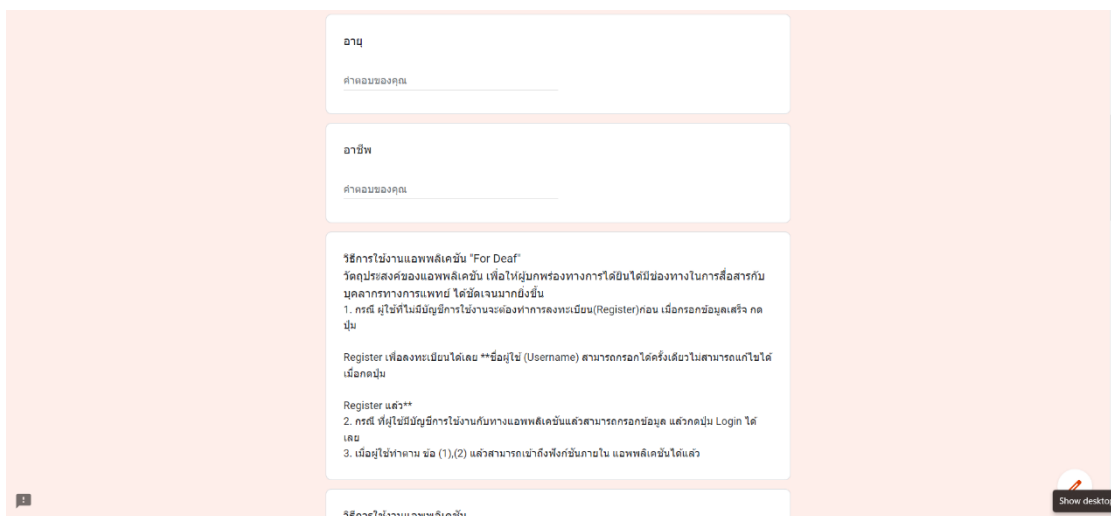 อายุ
คำตอบของคุณ
อาชีพ
คำตอบของคุณ
วิธีการใช้งานแอพพลิเคชัน "For Deaf"
วัตถุประสงค์ของแอพพลิเคชัน เพื่อให้ผู้บกพร่องทางการได้ยินได้มีช่องทางในการสื่อสารกับ
บุคลากรทางการแพทย์ ได้ชัดเจนมากยิ่งขึ้น
1. กรณี ผู้ใช้ที่ไม่มีบัญชีการใช้งานจะต้องทำการลงทะเบียน(Register)ก่อน เมื่อกรอกข้อมูลเสร็จ กด
ปุ่ม
Register เพื่อลงทะเบียนได้เลย **ชื่อผู้ใช้ (Username) สามารถกรอกได้ครั้งเดียวไม่สามารถแก้ไขได้
เมื่อกดปุ่ม
Register แล้ว**
2. กรณี ที่ผู้ใช้มีบัญชีการใช้งานกับทางแอพพลิเคชันแล้วสามารถกรอกข้อมูล แล้วกดปุ่ม Login ได้
เลย
3. เมื่อผู้ใช้ทำตาม ข้อ (1),(2) แล้วสามารถเข้าถึงฟังก์ชันภายใน แอพพลิเคชันได้แล้ว
วิธีการใช้งานแอพพลิเคชัน
Show desktop